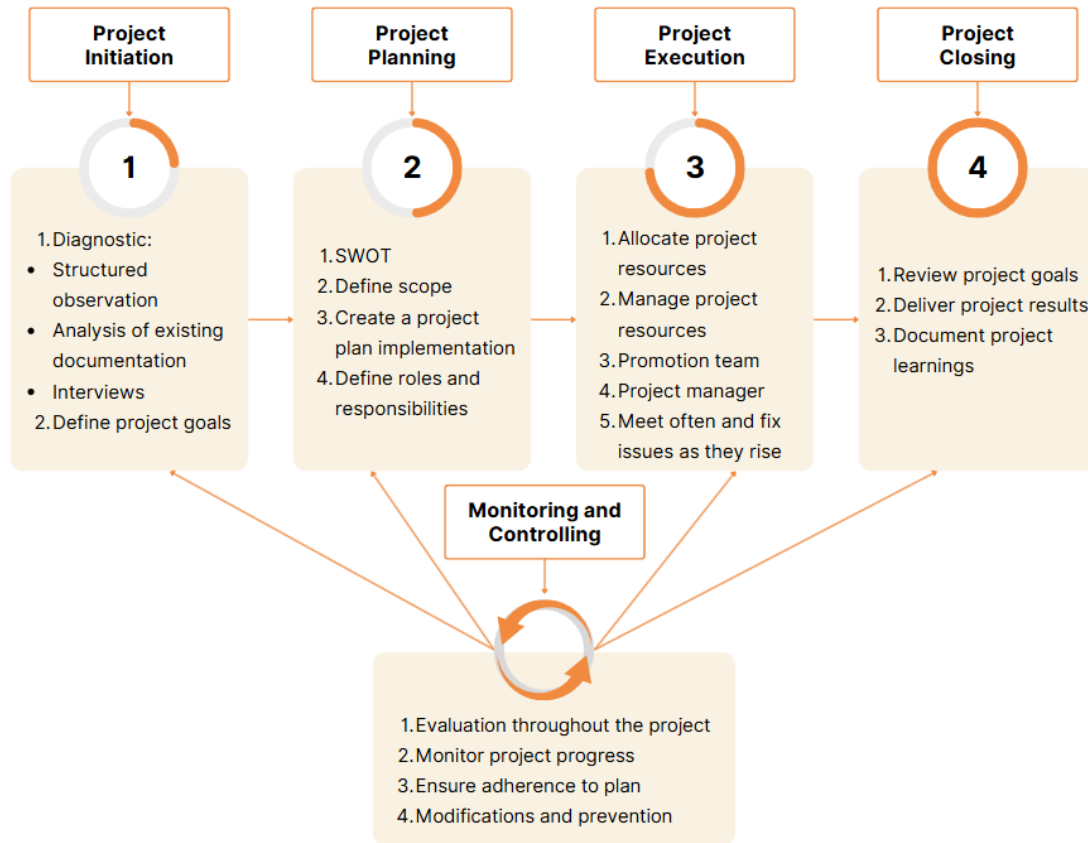 Project
Initiation
Project
Planning
Project
Execution
Project
Closing
1
2
3
4
1.Diagnostic:
• Structured
observation
• Analysis of existing
documentation
• Interviews
2.Define project goals
1.SWOT
2.Define scope
3.Create a project
plan implementation
4.Define roles and
responsibilities
1.Allocate project
resources
2.Manage project
resources
3.Promotion team
4.Project manager
5.Meet often and fix
issues as they rise
1.Review project goals
2.Deliver project results
3.Document project
learnings
Monitoring and
Controlling
1.Evaluation throughout the project
2.Monitor project progress
3.Ensure adherence to plan
4.Modifications and prevention